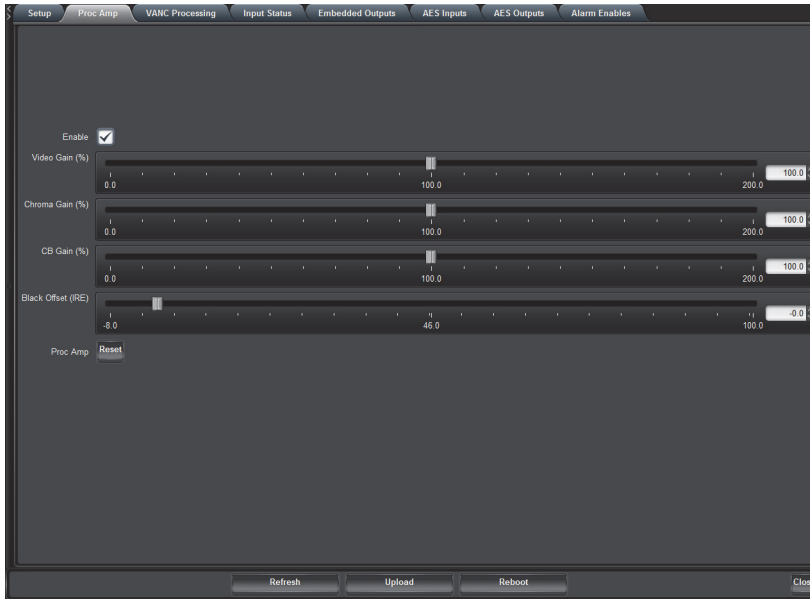 Setup Proc Amp VANC Processing Input Status Embedded Outputs AES Inputs AES Outputs Alarm Enables
Enable
Video Gain (%)
100.0
0.0 100.0 200.0
Chroma Gain (%)
100.0
0.0 100.0 200.0
CB Gain (%)
100.0
0.0 100.0 200.0
Black Offset (IRE)
-0.0
-8.0 46.0 100.0
Proc Amp Reset
Refresh Upload Reboot Clos